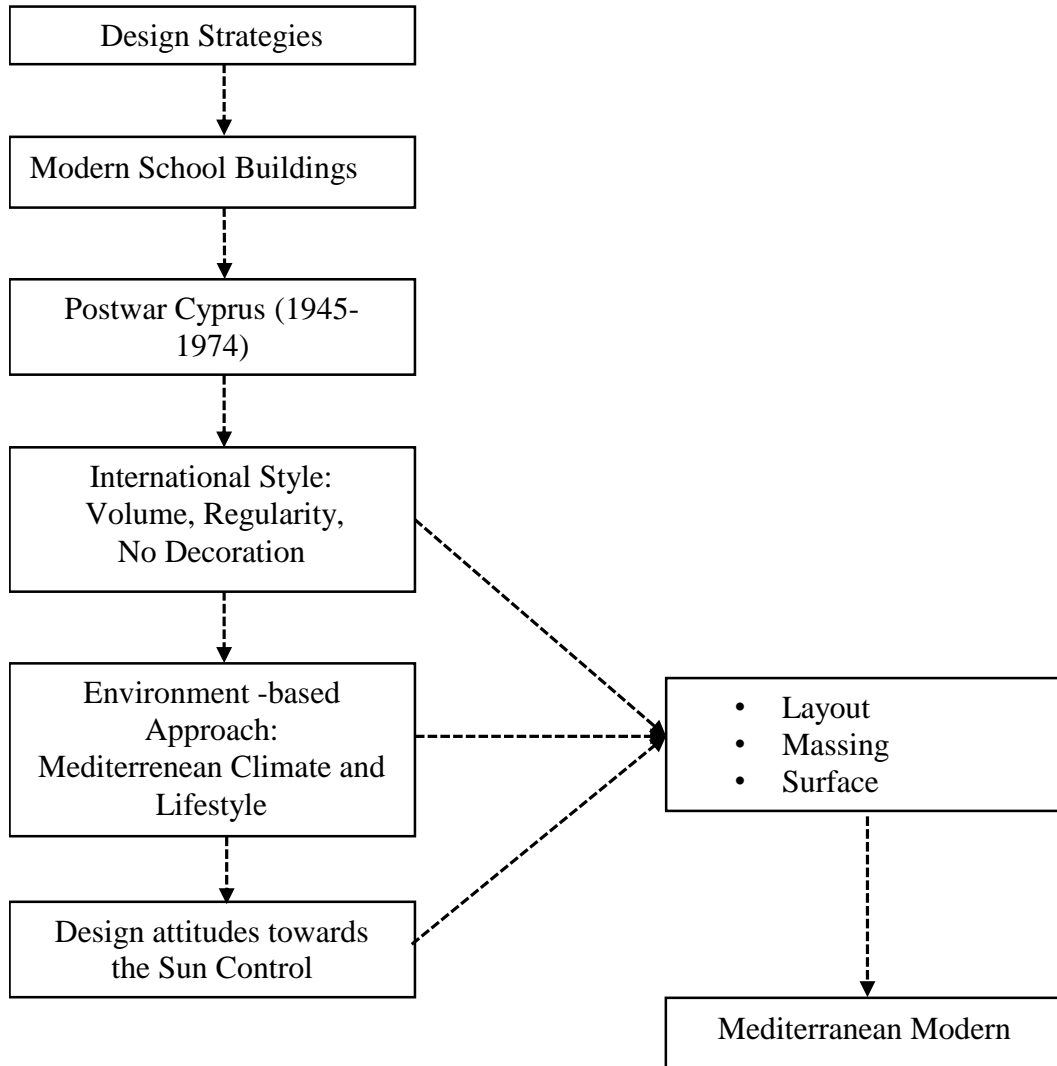 Design Strategies
Modern School Buildings
Postwar Cyprus (1945-
1974)
International Style:
Volume, Regularity,
No Decoration
Environment -based
Approach:
Mediterrenean Climate and
Lifestyle
Design attitudes towards
the Sun Control
• Layout
• Massing
• Surface
Mediterranean Modern